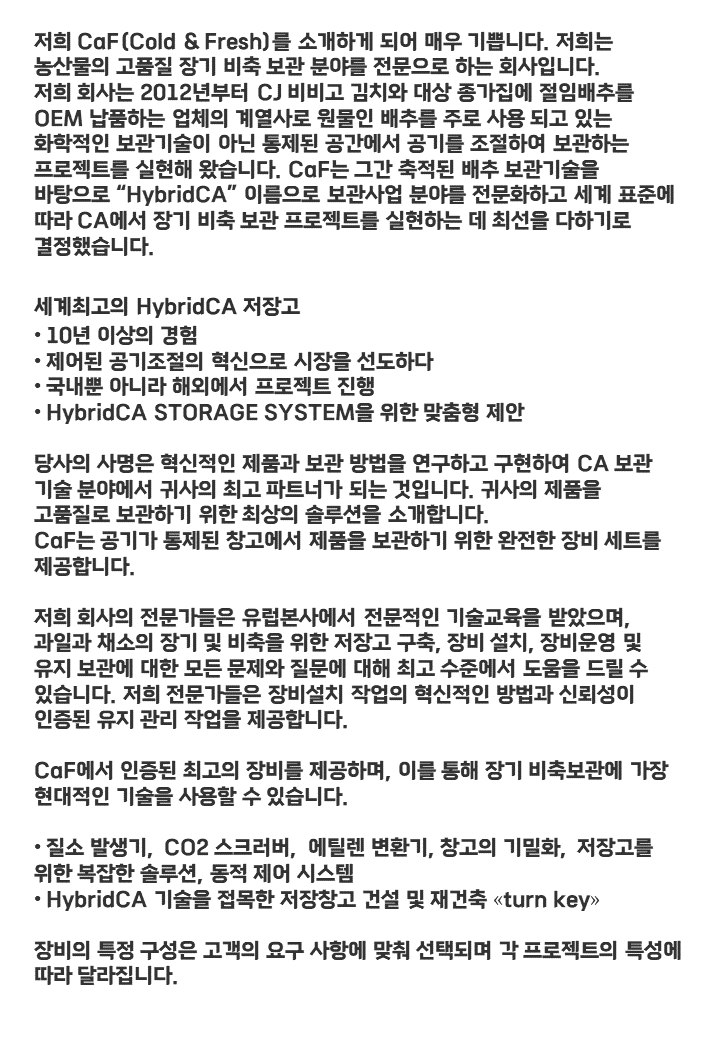 저희 CaF(Cold & Fresh)를 소개하게 되어 매우 기쁩니다. 저희는
농산물의 고품질 장기 비축 보관 분야를 전문으로 하는 회사입니다.
저희 회사는 2012년부터 CJ 비비고 김치와 대상 종가집에 절임배추를
OEM 납품하는 업체의 계열사로 원물인 배추를 주로 사용 되고 있는
화학적인 보관기술이 아닌 통제된 공간에서 공기를 조절하여 보관하는
프로젝트를 실현해 왔습니다. CaF는 그간 축적된 배추 보관기술을
바탕으로 “HybridCA” 이름으로 보관사업 분야를 전문화하고 세계 표준에
따라 CA에서 장기 비축 보관 프로젝트를 실현하는 데 최선을 다하기로
결정했습니다.
세계최고의 HybridCA 저장고
• 10년 이상의 경험
• 제어된 공기조절의 혁신으로 시장을 선도하다
• 국내뿐 아니라 해외에서 프로젝트 진행
• HybridCA STORAGE SYSTEM을 위한 맞춤형 제안
당사의 사명은 혁신적인 제품과 보관 방법을 연구하고 구현하여 CA 보관
기술 분야에서 귀사의 최고 파트너가 되는 것입니다. 귀사의 제품을
고품질로 보관하기 위한 최상의 솔루션을 소개합니다.
CaF는 공기가 통제된 창고에서 제품을 보관하기 위한 완전한 장비 세트를
제공합니다.
저희 회사의 전문가들은 유럽본사에서 전문적인 기술교육을 받았으며,
과일과 채소의 장기 및 비축을 위한 저장고 구축, 장비 설치, 장비운영 및
유지 보관에 대한 모든 문제와 질문에 대해 최고 수준에서 도움을 드릴 수
있습니다. 저희 전문가들은 장비설치 작업의 혁신적인 방법과 신뢰성이
인증된 유지 관리 작업을 제공합니다.
CaF에서 인증된 최고의 장비를 제공하며, 이를 통해 장기 비축보관에 가장
현대적인 기술을 사용할 수 있습니다.
• 질소 발생기, CO2 스크러버, 에틸렌 변환기, 창고의 기밀화, 저장고를
위한 복잡한 솔루션, 동적 제어 시스템
• HybridCA 기술을 접목한 저장창고 건설 및 재건축 «turn key»
장비의 특정 구성은 고객의 요구 사항에 맞춰 선택되며 각 프로젝트의 특성에
따라 달라집니다.